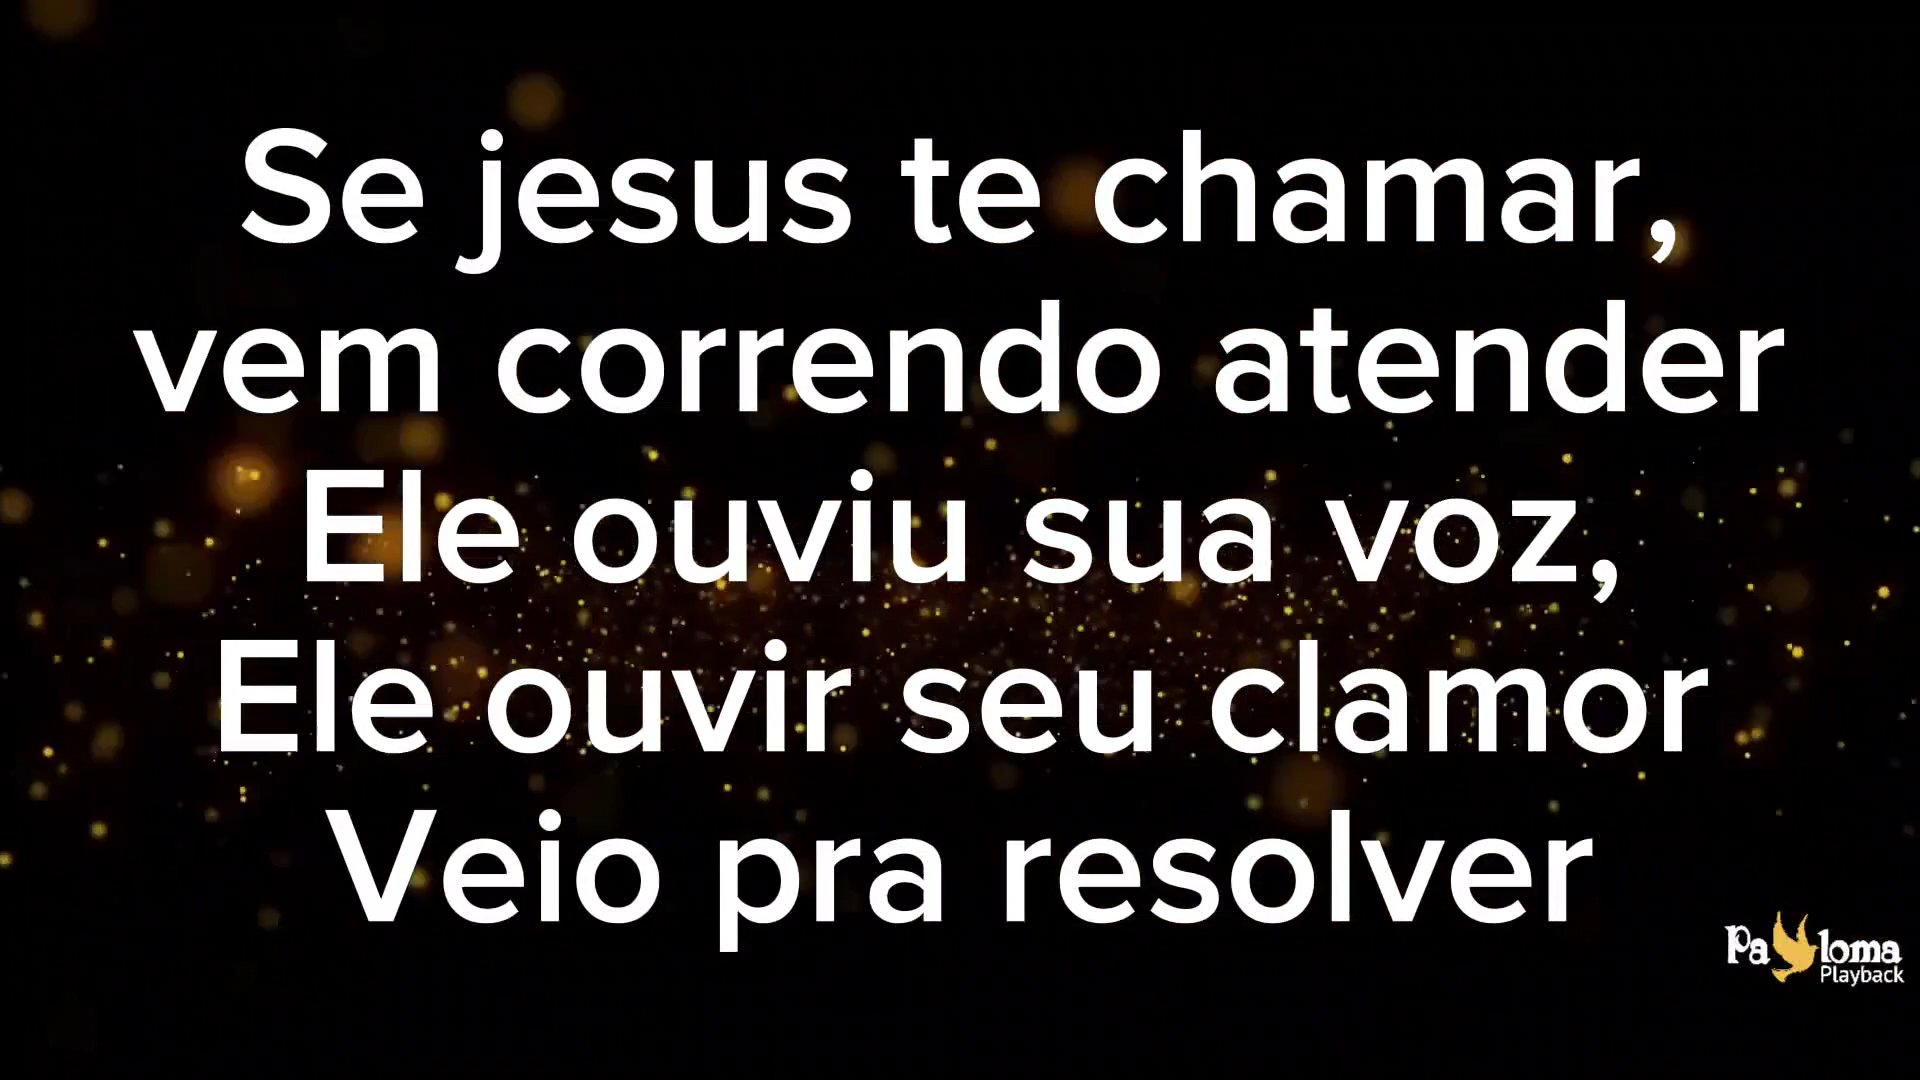 Se jesus te chamar,
vem correndo atender
Ele ouviu sua voz,
Ele ouvir seu clamor
Veio pra resolver
Paloma
Playback